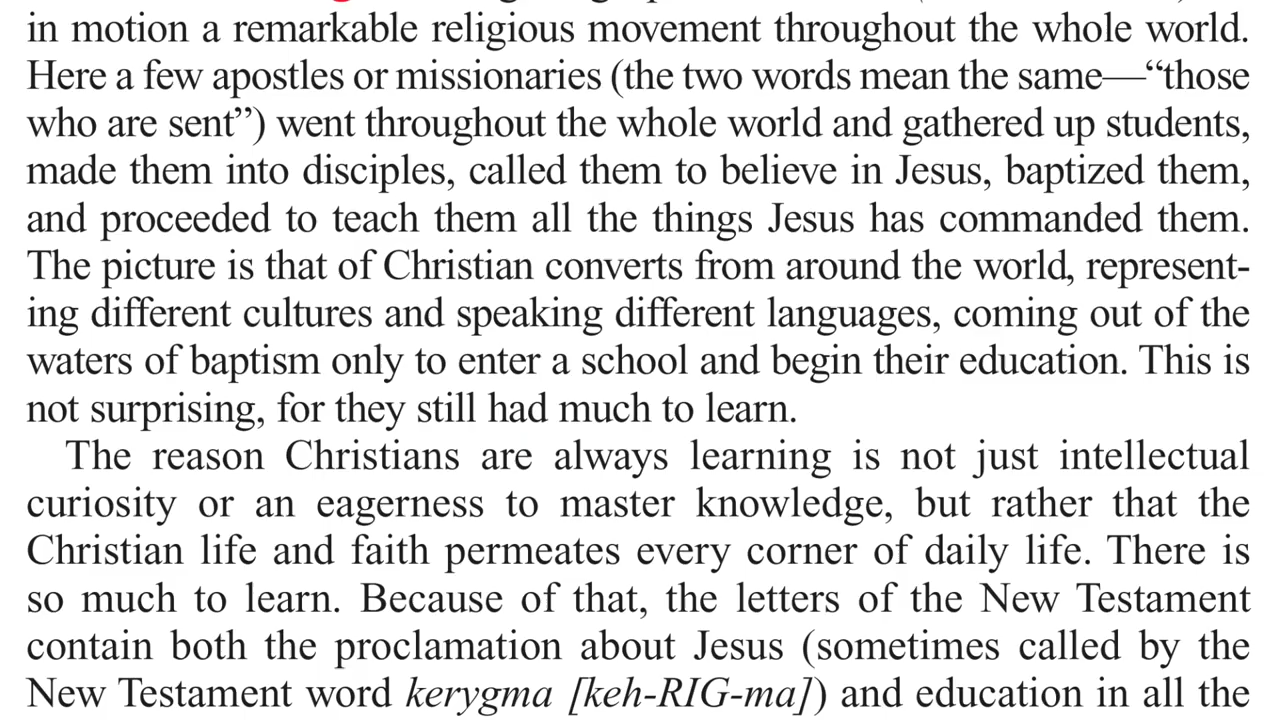 in motion a remarkable religious movement throughout the whole world.
Here a few apostles or missionaries (the two words mean the same—“those
who are sent”) went throughout the whole world and gathered up students,
made them into disciples, called them to believe in Jesus, baptized them,
and proceeded to teach them all the things Jesus has commanded them.
The picture is that of Christian converts from around the world, represent-
ing different cultures and speaking different languages, coming out of the
waters of baptism only to enter a school and begin their education. This is
not surprising, for they still had much to learn.
The reason Christians are always learning is not just intellectual
curiosity or an eagerness to master knowledge, but rather that the
Christian life and faith permeates every corner of daily life. There is
so much to learn. Because of that, the letters of the New Testament
contain both the proclamation about Jesus (sometimes called by the
New Testament word kerygma [keh-RIG-ma]) and education in all the